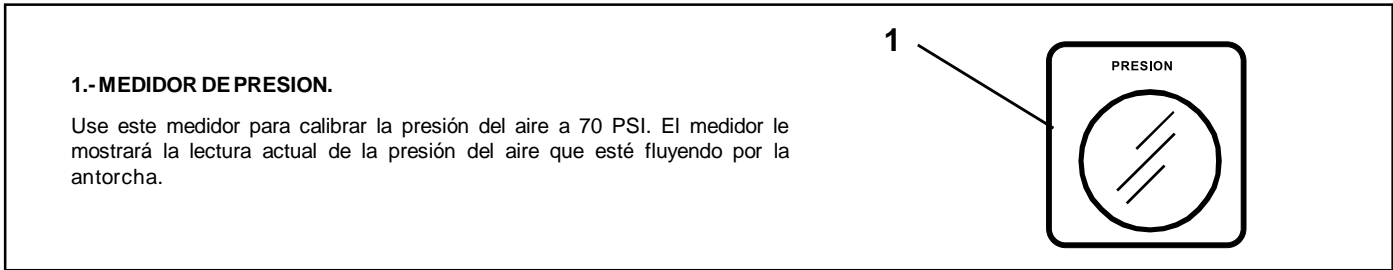 1
PRESION
1.- MEDIDOR DE PRESION.
Use este medidor para calibrar la presión del aire a 70 PSI. El medidor le
mostrará la lectura actual de la presión del aire que esté fluyendo por la
antorcha.